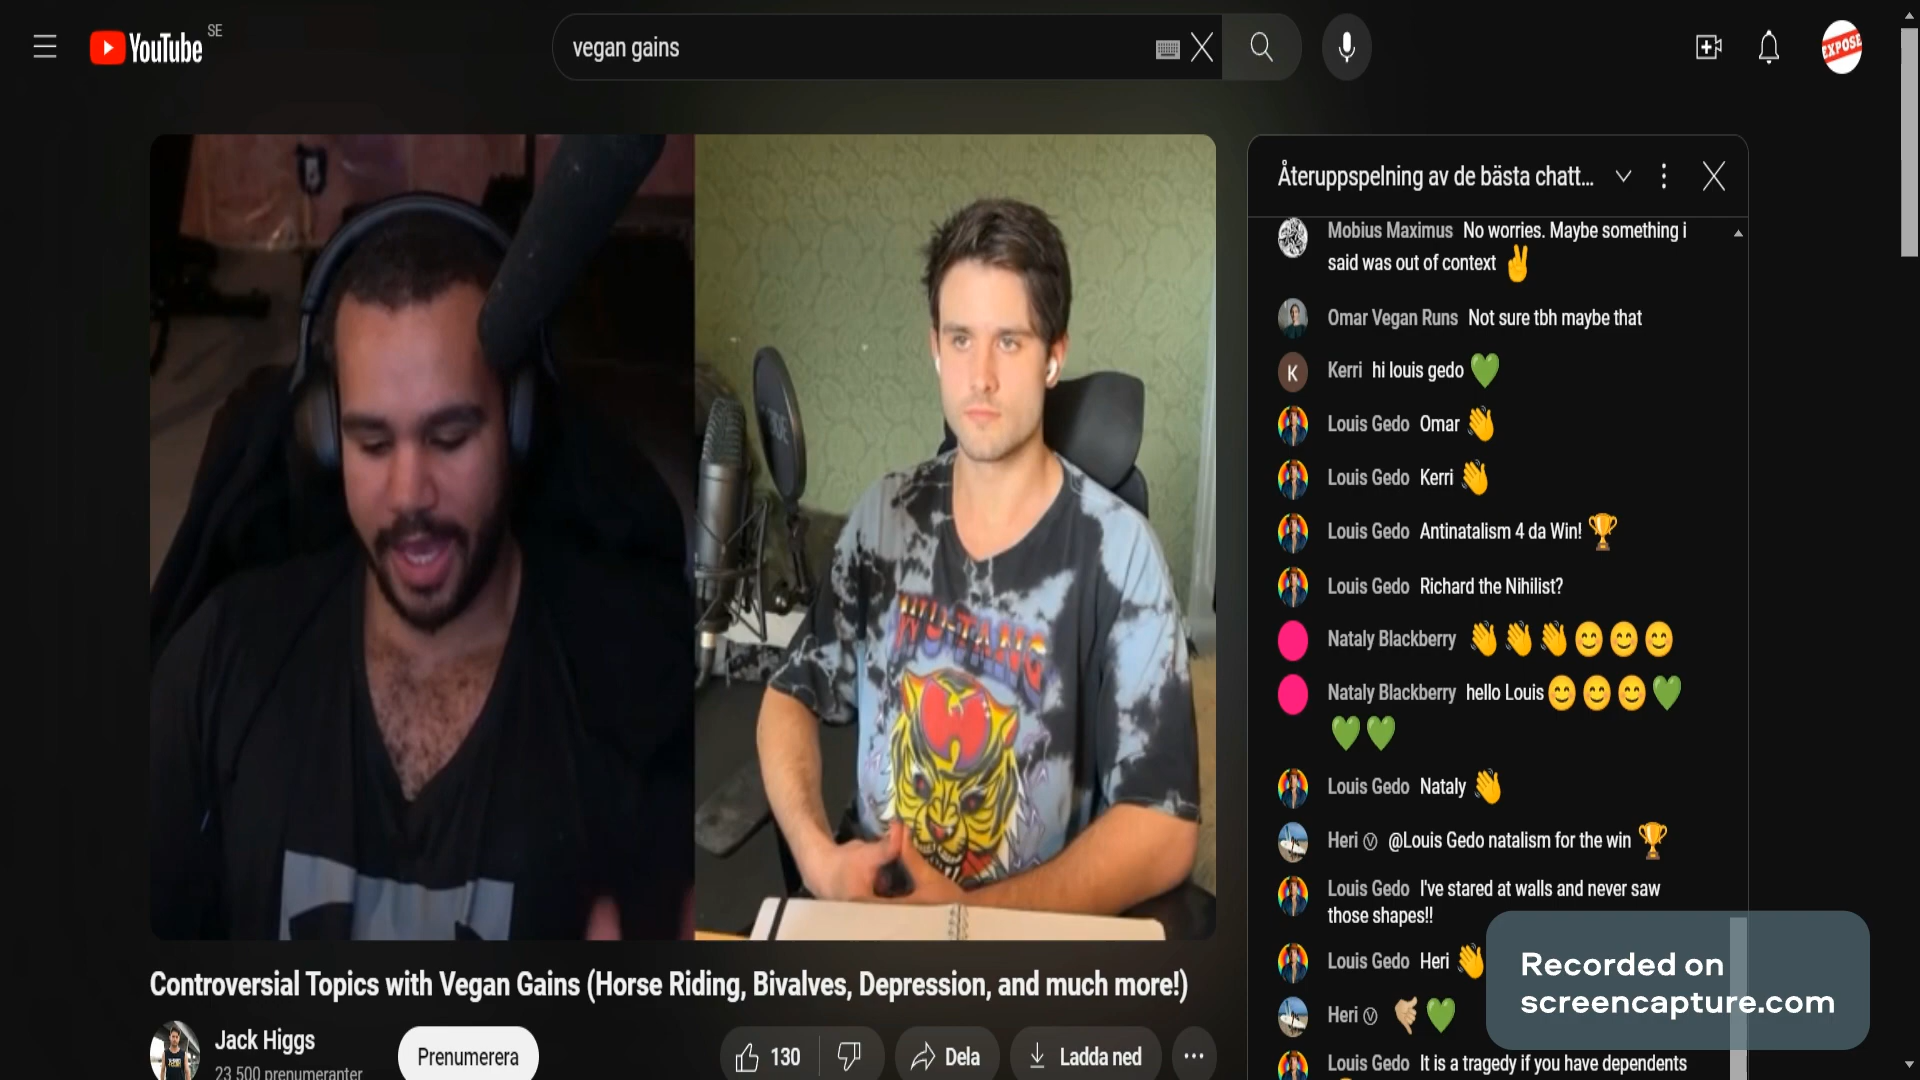 YouTube SE
vegan gains
EXPOSE
WU-TANG
Controversial Topics with Vegan Gains (Horse Riding, Bivalves, Depression, and much more!)
Jack Higgs
23 500 prenumeranter
Prenumerera
130
Dela
Ladda ned
Återuppspelning av de bästa chatt...
Mobius Maximus No worries. Maybe something i
said was out of context ✌
Omar Vegan Runs Not sure tbh maybe that
K
Kerri hi louis gedo 💚
Louis Gedo Omar 👋
Louis Gedo Kerri 👋
Louis Gedo Antinatalism 4 da Win! 🏆
Louis Gedo Richard the Nihilist?
Nataly Blackberry 👋👋👋😊😊😊
Nataly Blackberry hello Louis 😊😊😊💚
💚💚
Louis Gedo Nataly 👋
Heri Ⓥ @Louis Gedo natalism for the win 🏆
Louis Gedo I've stared at walls and never saw
those shapes!!
Louis Gedo Heri 👋
Heri Ⓥ 🤙🏼💚
Louis Gedo It is a tragedy if you have dependents
Recorded on
screencapture.com